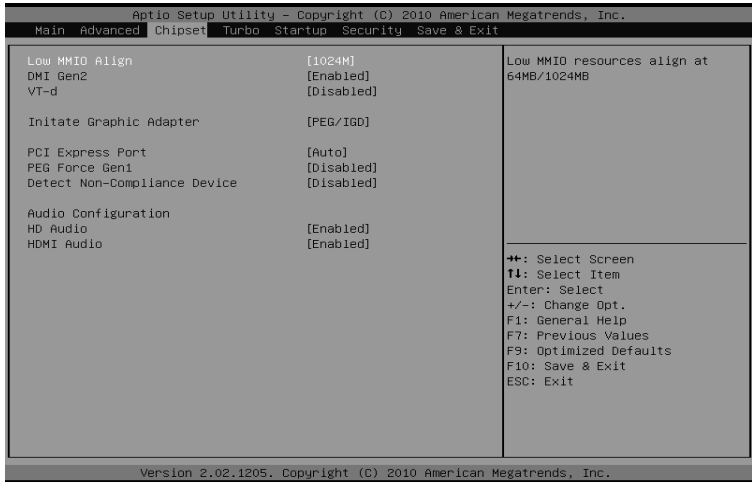 Aptio Setup Utility – Copyright (C) 2010 American Megatrends, Inc.
Main Advanced Chipset Turbo Startup Security Save & Exit
Low MMIO Align [1024M]
DMI Gen2 [Enabled]
VT-d [Disabled]
Initate Graphic Adapter [PEG/IGD]
PCI Express Port [Auto]
PEG Force Gen1 [Disabled]
Detect Non-Compliance Device [Disabled]
Audio Configuration
HD Audio [Enabled]
HDMI Audio [Enabled]
Low MMIO resources align at
64MB/1024MB
→←: Select Screen
↑↓: Select Item
Enter: Select
+/-: Change Opt.
F1: General Help
F7: Previous Values
F9: Optimized Defaults
F10: Save & Exit
ESC: Exit
Version 2.02.1205. Copyright (C) 2010 American Megatrends, Inc.